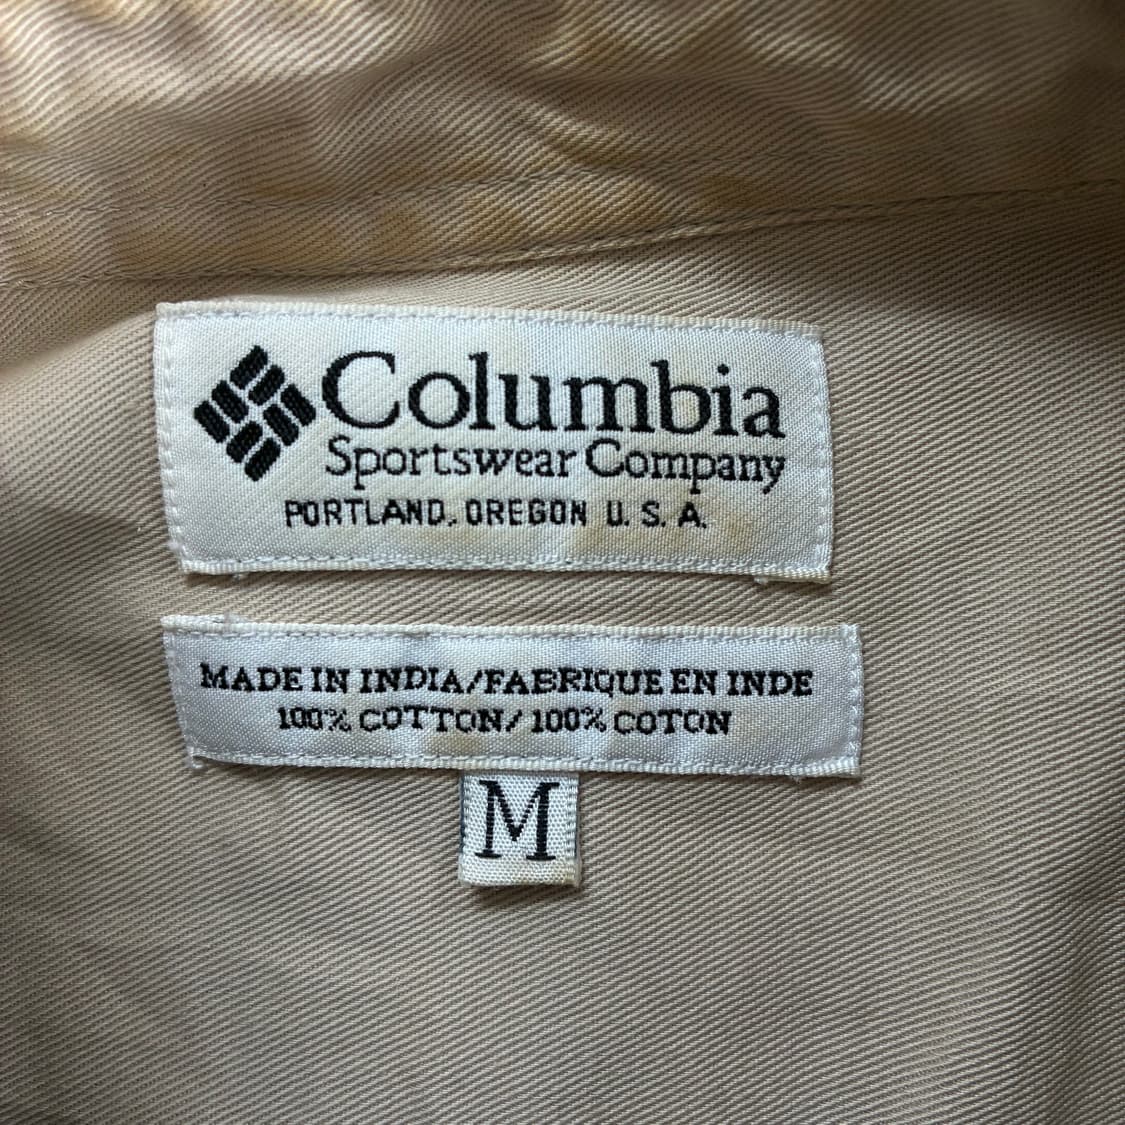 Columbia
Sportswear Company
PORTLAND, OREGON U. S. A.
MADE IN INDIA/FABRIQUE EN INDE
100% COTTON/ 100% COTON
M